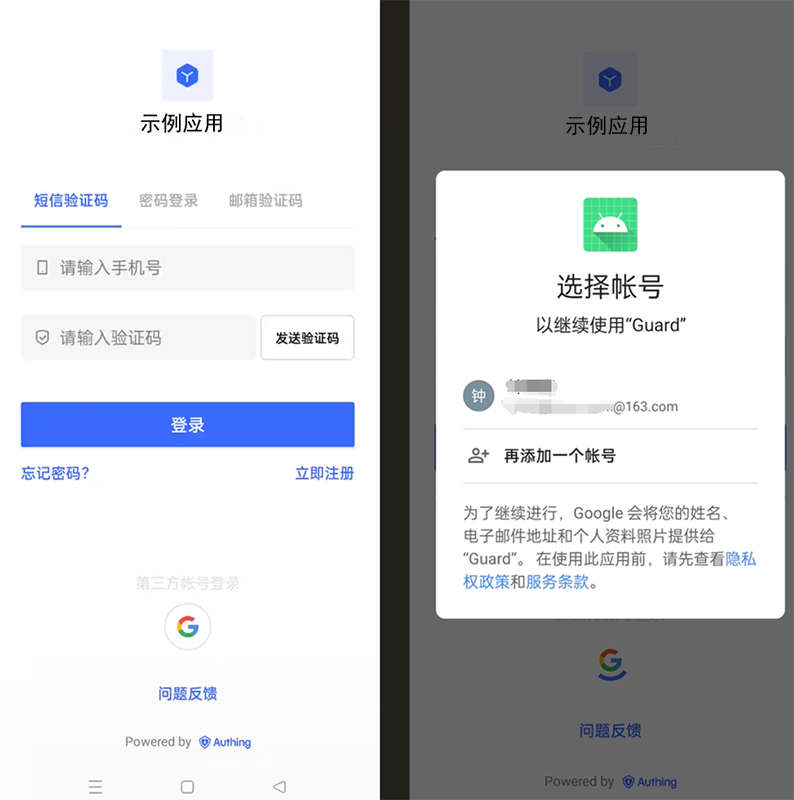 示例应用
短信验证码
密码登录
邮箱验证码
请输入手机号
请输入验证码
发送验证码
登录
忘记密码?
立即注册
第三方帐号登录
问题反馈
Powered by Authing
示例应用
选择帐号
以继续使用“Guard”
钟
@163.com
再添加一个帐号
为了继续进行，Google 会将您的姓名、
电子邮件地址和个人资料照片提供给
“Guard”。 在使用此应用前，请先查看隐私
权政策和服务条款。
问题反馈
Powered by Authing